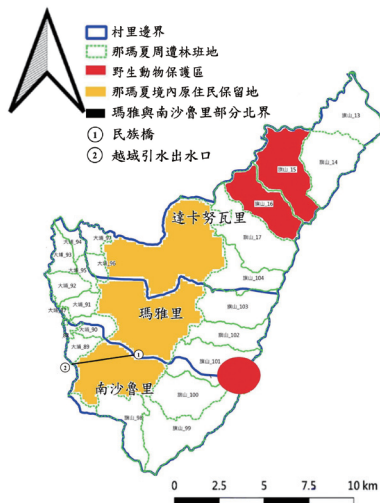 村里邊界
那瑪夏周遭林班地
野生動物保護區
那瑪夏境內原住民保留地
瑪雅與南沙魯里部分北界
① 民族橋
② 越域引水出水口
旗山_13
旗山_14
旗山_15
旗山_16
達卡努瓦里
旗山_17
大埔_94
大埔_93
大埔_96
大埔_95
旗山_104
大埔_92
大埔_91
旗山_103
瑪雅里
大埔_90
旗山_102
大埔_89
①
旗山_101
②
南沙魯里
旗山_100
旗山_98
旗山_99
0 2.5 5 7.5 10 km